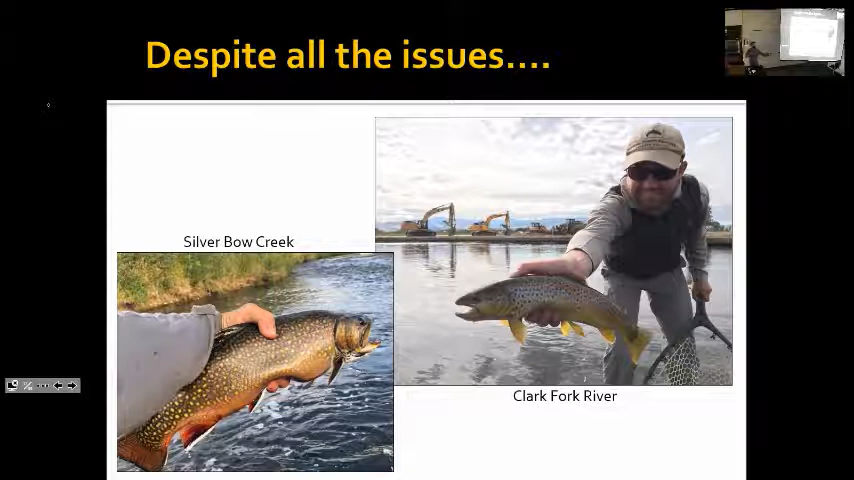 Despite all the issues....
Silver Bow Creek
Clark Fork River